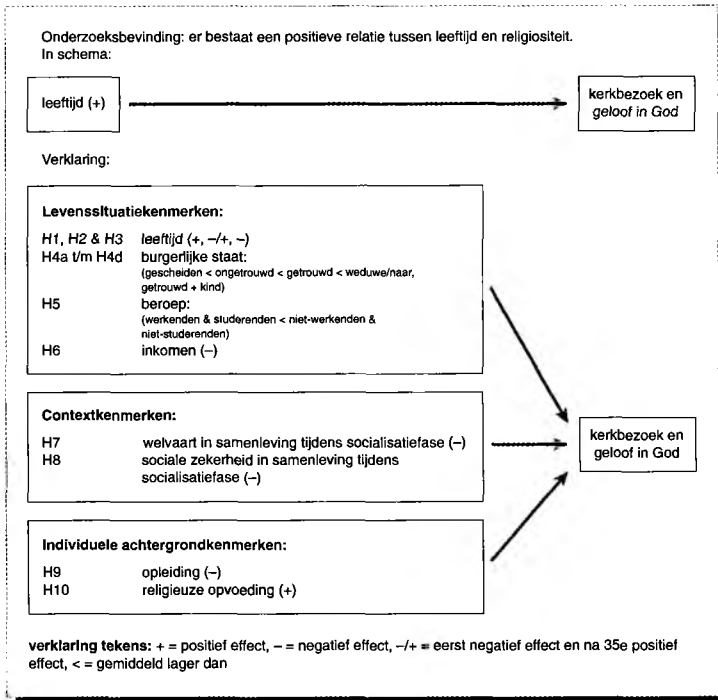 Onderzoeksbevinding: er bestaat een positieve relatie tussen leeftijd en religiositeit.
In schema:
leeftijd (+)
kerkbezoek en
geloof in God
Verklaring:
Levenssituatiekenmerken:
H1, H2 & H3 leeftijd (+, –/+, –)
H4a t/m H4d burgerlijke staat:
(gescheiden < ongetrouwd < getrouwd < weduwe/naar,
getrouwd + kind)
H5 beroep:
(werkenden & studerenden < niet-werkenden &
niet-studerenden)
H6 inkomen (–)
Contextkenmerken:
H7 welvaart in samenleving tijdens socialisatiefase (–)
H8 sociale zekerheid in samenleving tijdens
socialisatiefase (–)
kerkbezoek en
geloof in God
Individuele achtergrondkenmerken:
H9 opleiding (–)
H10 religieuze opvoeding (+)
verklaring tekens: + = positief effect, – = negatief effect, –/+ = eerst negatief effect en na 35e positief
effect, < = gemiddeld lager dan